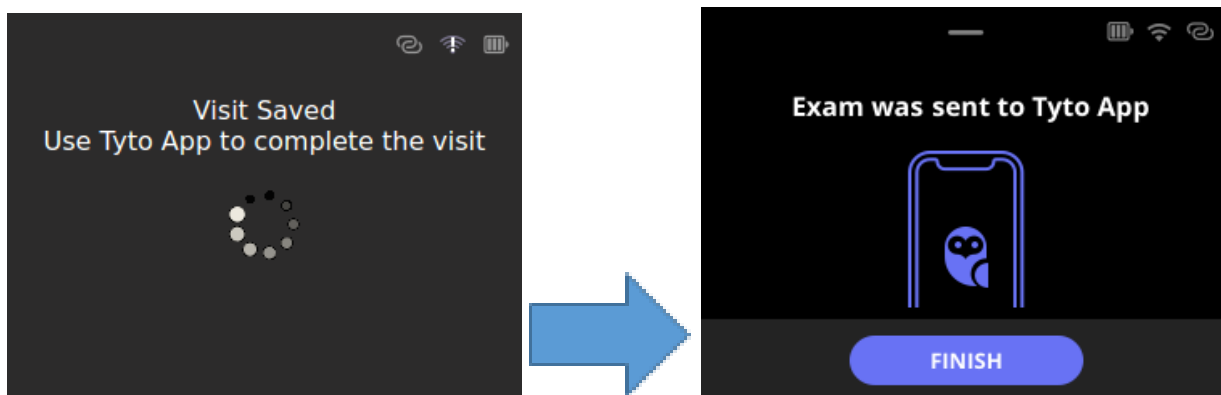 Visit Saved
Use Tyto App to complete the visit
Exam was sent to Tyto App
FINISH